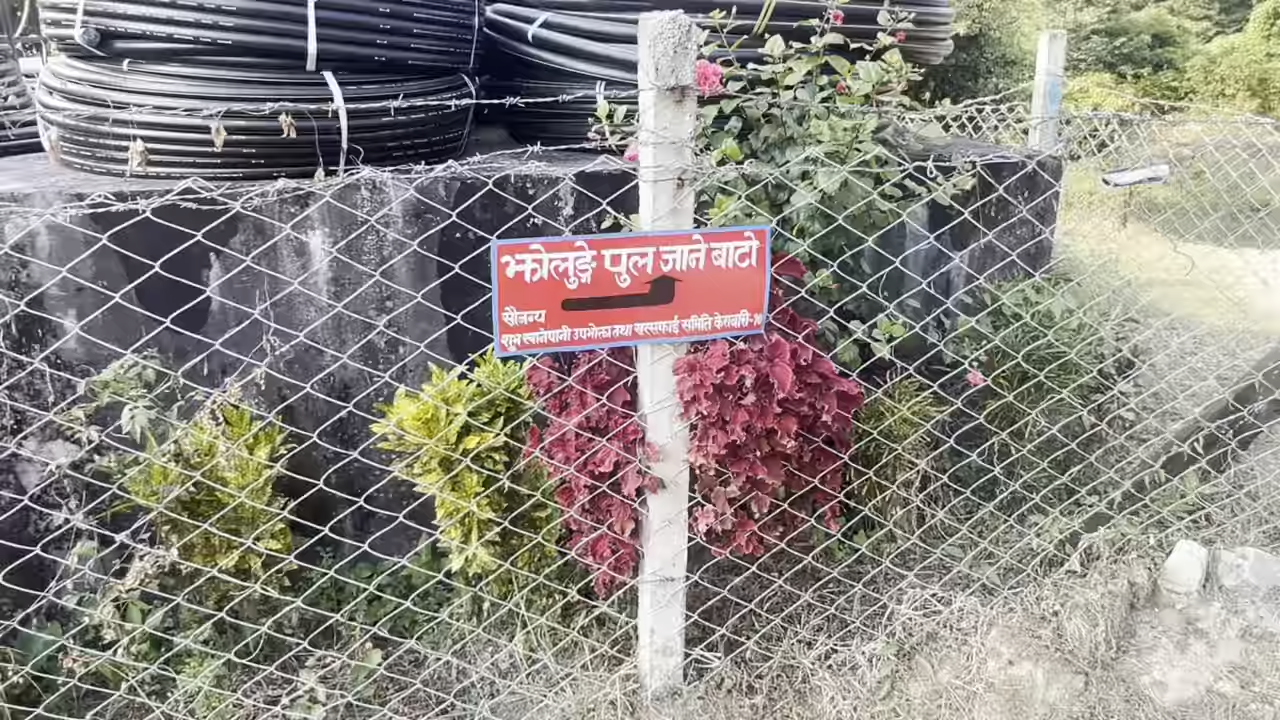 झोलुङ्गे पुल जाने बाटो
सौजन्य
शुभ खानेपानी उपभोक्ता तथा सरसफाई समिति केराबारी-१०